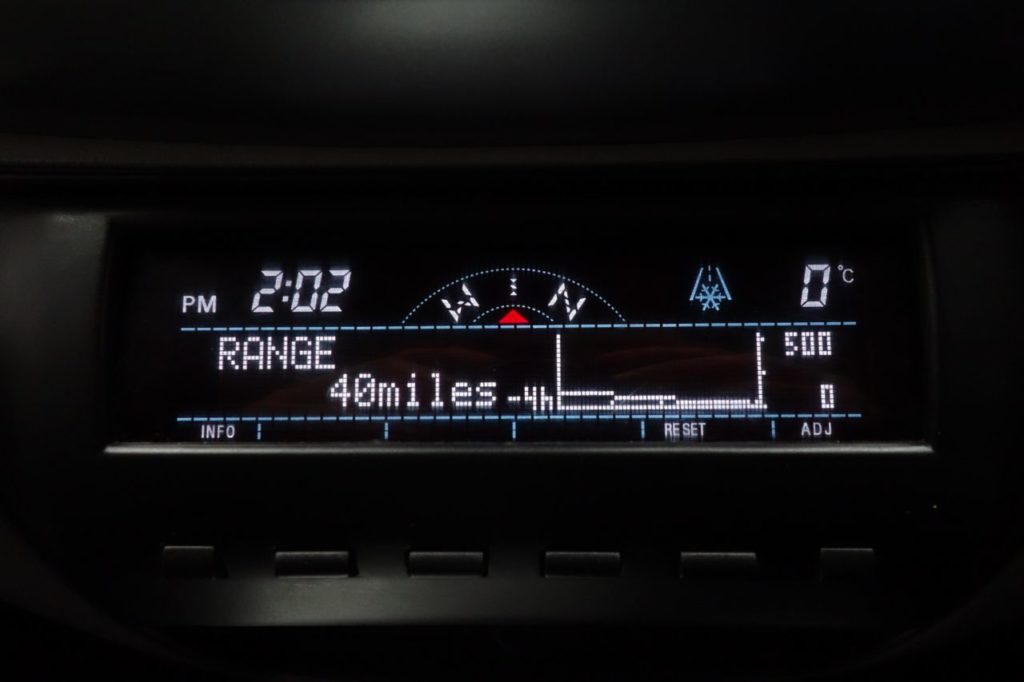 PM 2:02 W N 0°C
RANGE 500
40miles -4h 0
INFO RESET ADJ